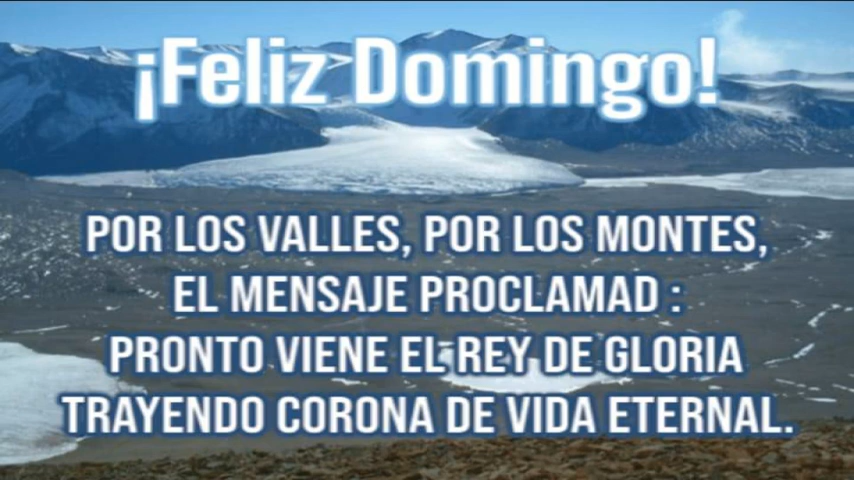 ¡Feliz Domingo!
POR LOS VALLES, POR LOS MONTES,
EL MENSAJE PROCLAMAD :
PRONTO VIENE EL REY DE GLORIA
TRAYENDO CORONA DE VIDA ETERNAL.